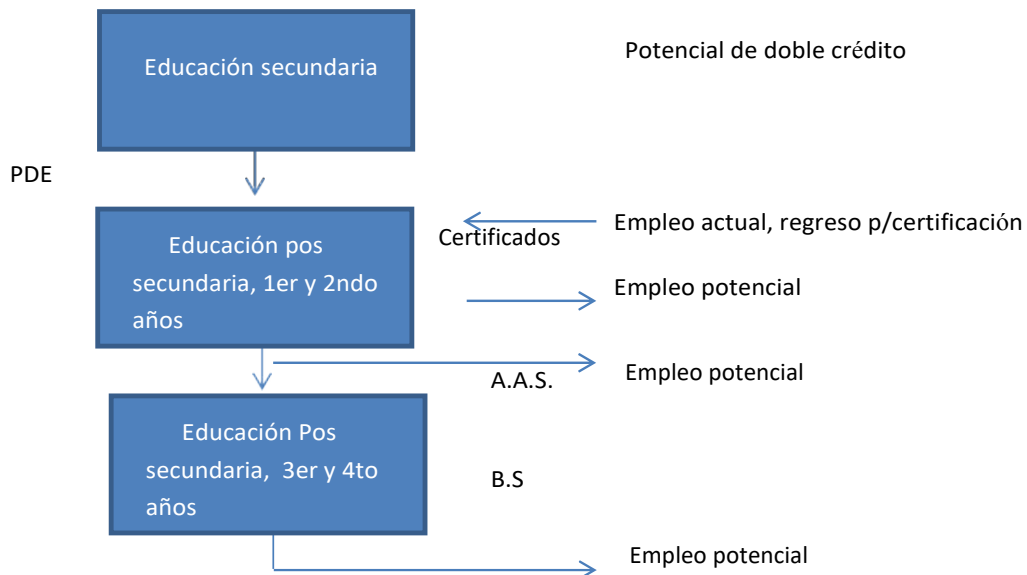 Educación secundaria
Potencial de doble crédito
PDE
Educación pos
secundaria, 1er y 2ndo
años
Certificados
Empleo actual, regreso p/certificación
Empleo potencial
A.A.S.
Empleo potencial
Educación Pos
secundaria, 3er y 4to
años
B.S
Empleo potencial